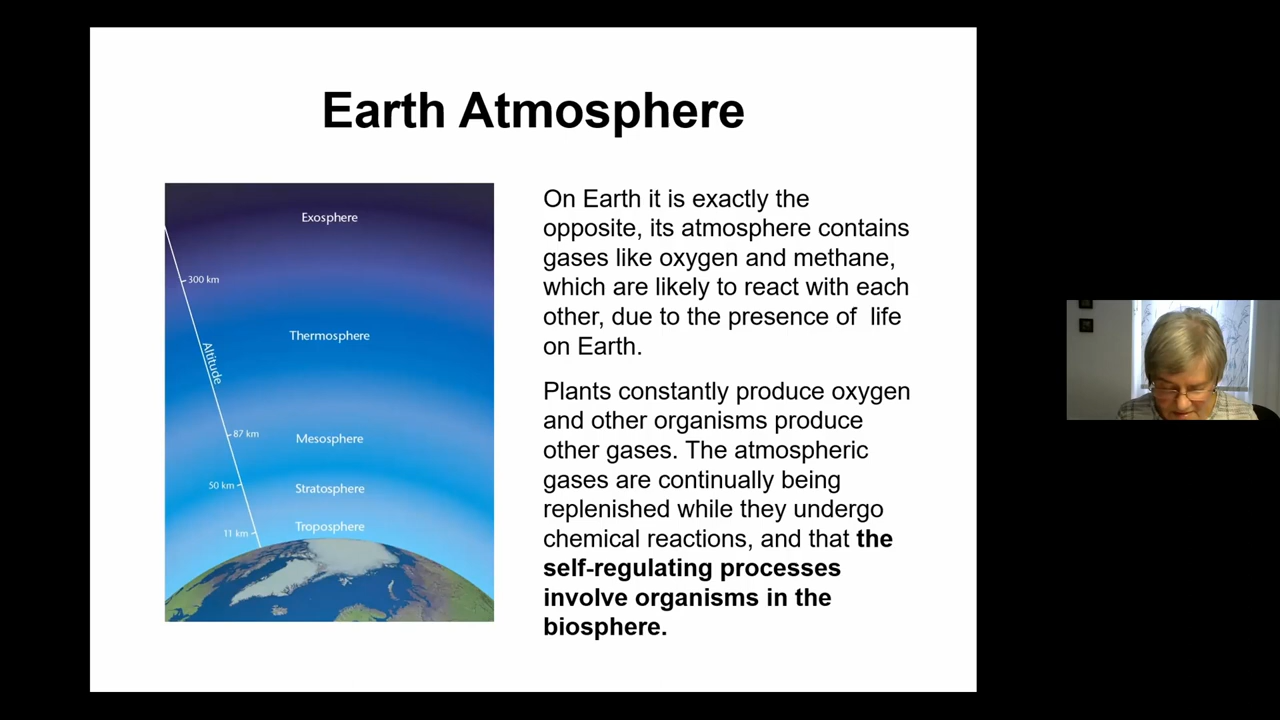 Earth Atmosphere
Exosphere
300 km
Thermosphere
Altitude
87 km
Mesosphere
50 km
Stratosphere
Troposphere
11 km
On Earth it is exactly the
opposite, its atmosphere contains
gases like oxygen and methane,
which are likely to react with each
other, due to the presence of life
on Earth.
Plants constantly produce oxygen
and other organisms produce
other gases. The atmospheric
gases are continually being
replenished while they undergo
chemical reactions, and that the
self-regulating processes
involve organisms in the
biosphere.